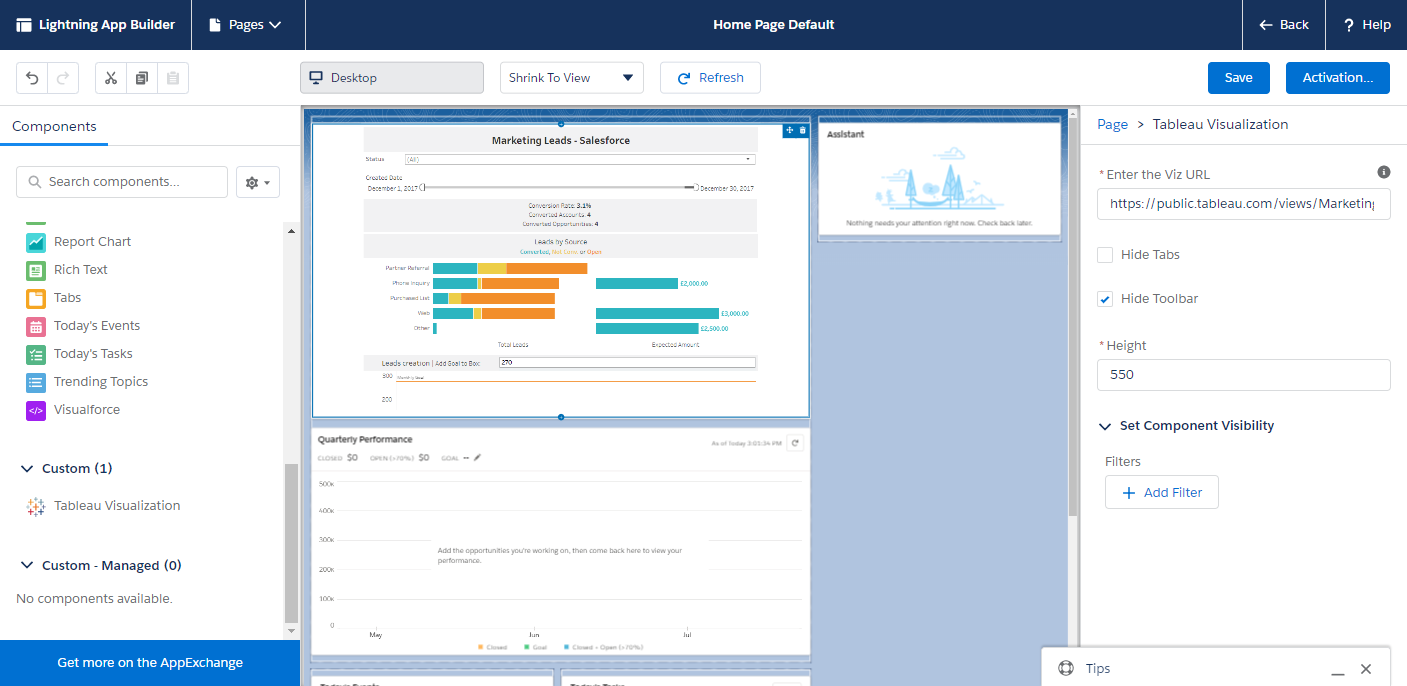 Lightning App Builder
Pages
Home Page Default
Back
? Help
Desktop
Shrink To View
Refresh
Save
Activation...
Components
Search components...
Report Chart
Rich Text
Tabs
Today's Events
Today's Tasks
Trending Topics
Visualforce
Custom (1)
Tableau Visualization
Custom - Managed (0)
No components available.
Get more on the AppExchange
Marketing Leads - Salesforce
Status
(All)
Created Date
December 1, 2017
December 30, 2017
Conversion Rate: 3.1%
Converted Accounts: 4
Converted Opportunities: 4
Leads by Source
Converted, Not Conv. or Open
Partner Referral
Phone Inquiry
£2,000.00
Purchased List
Web
£3,000.00
Other
£2,500.00
Total Leads
Expected Amount
Leads creation | Add Goal to Box:
270
300
Monthly Goal
200
Quarterly Performance
As of Today 3:01:34 PM
CLOSED $0 OPEN (>70%) $0 GOAL --
500k
400k
300k
200k
100k
0
Add the opportunities you're working on, then come back here to view your
performance.
May
Jun
Jul
Closed
Goal
Closed + Open (>70%)
Today's Events
Today's Tasks
Assistant
Nothing needs your attention right now. Check back later.
Page > Tableau Visualization
* Enter the Viz URL
https://public.tableau.com/views/Marketing
Hide Tabs
Hide Toolbar
* Height
550
Set Component Visibility
Filters
+ Add Filter
Tips